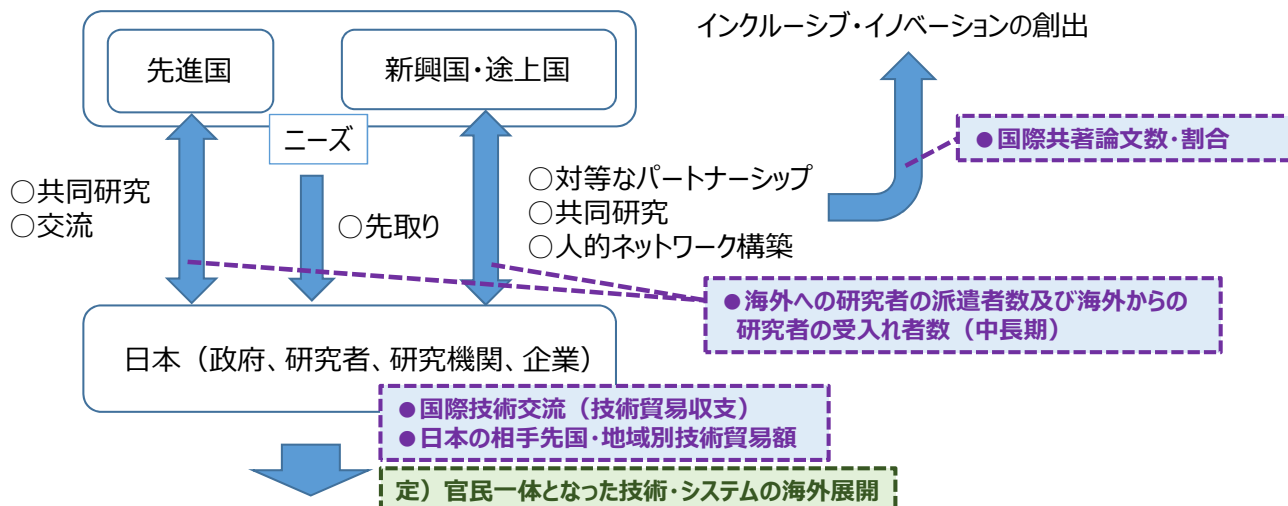 インクルーシブ・イノベーションの創出
先進国
新興国・途上国
ニーズ
●国際共著論文数・割合
○共同研究
○交流
○先取り
○対等なパートナーシップ
○共同研究
○人的ネットワーク構築
●海外への研究者の派遣者数及び海外からの
研究者の受入れ者数（中長期）
日本（政府、研究者、研究機関、企業）
●国際技術交流（技術貿易収支）
●日本の相手先国・地域別技術貿易額
定）官民一体となった技術・システムの海外展開